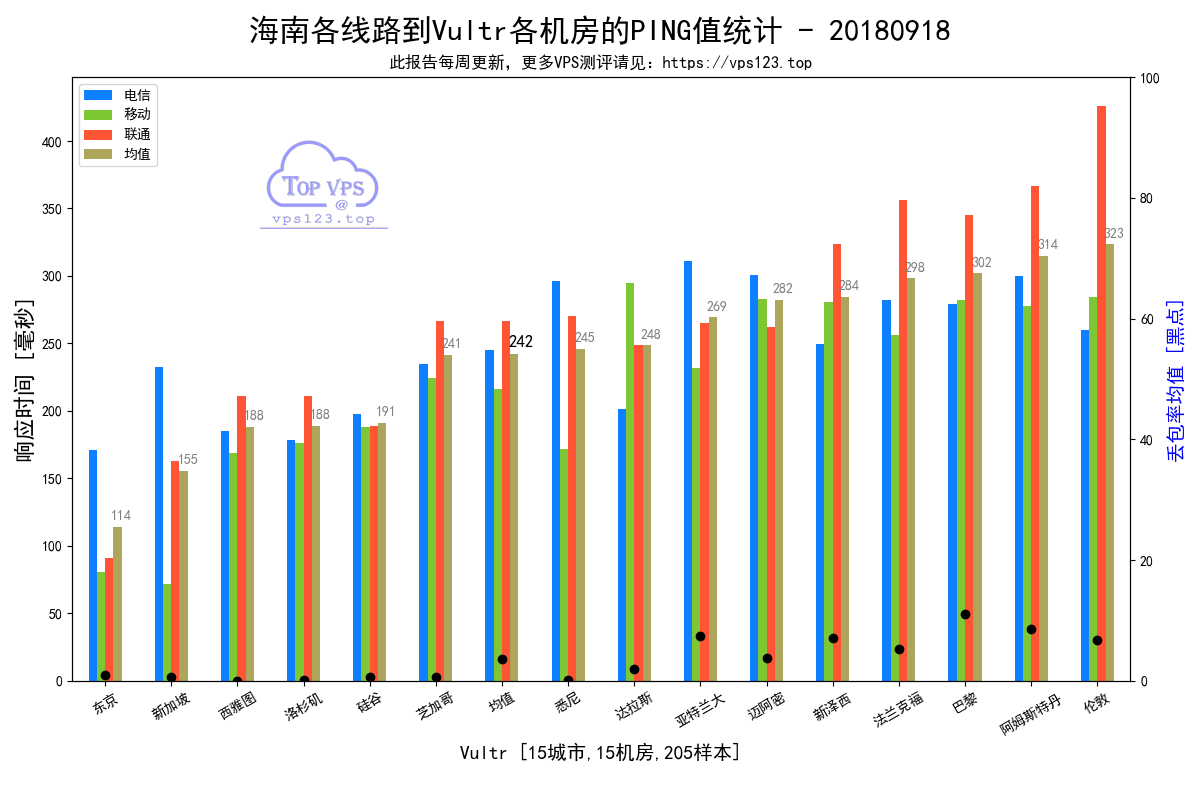 海南各线路到Vultr各机房的PING值统计 - 20180918
此报告每周更新，更多VPS测评请见：https://vps123.top
电信
移动
联通
均值
TOP VPS
@
vps123.top
响应时间 [毫秒]
400
350
300
250
200
150
100
50
0
114
155
188
188
191
241
242
245
248
269
282
284
298
302
314
323
100
80
60
40
20
0
丢包率均值 [黑点]
东京
新加坡
西雅图
洛杉矶
硅谷
芝加哥
均值
悉尼
达拉斯
亚特兰大
迈阿密
新泽西
法兰克福
巴黎
阿姆斯特丹
伦敦
Vultr [15城市,15机房,205样本]